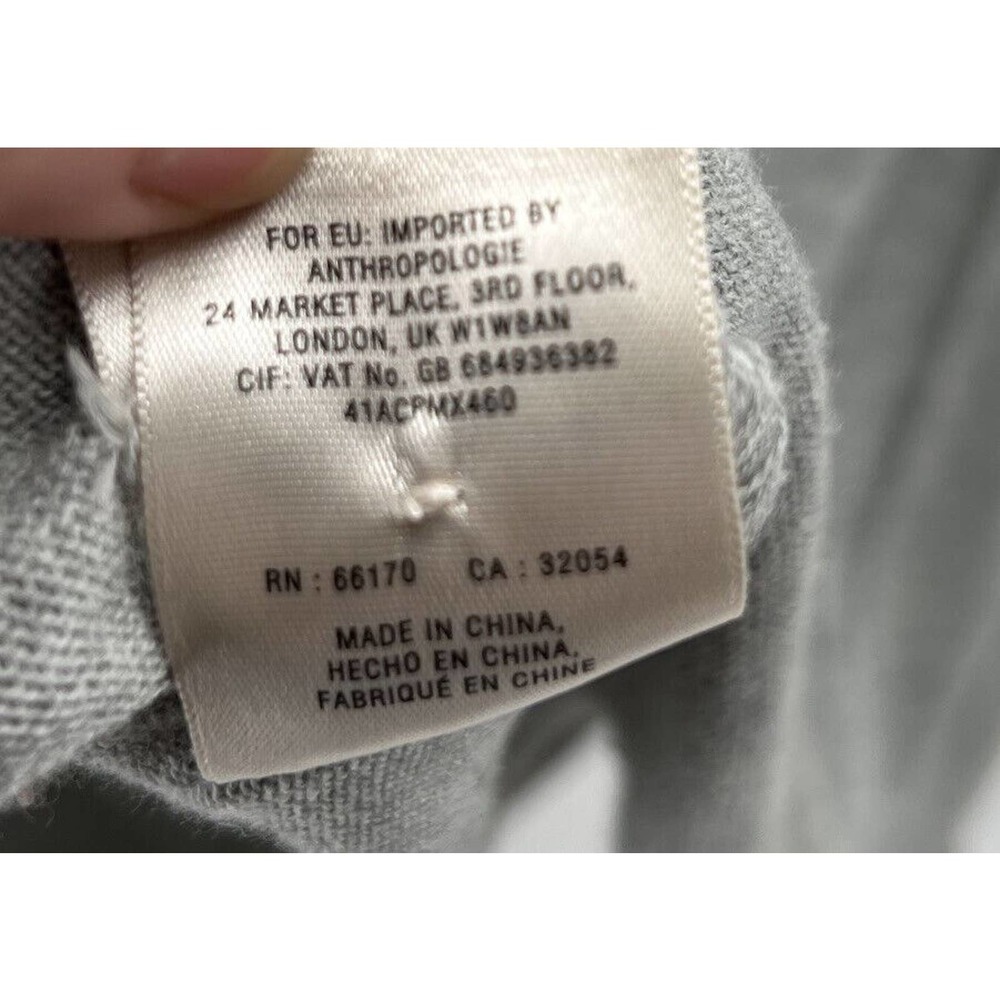 FOR EU: IMPORTED BY
ANTHROPOLOGIE
24 MARKET PLACE, 3RD FLOOR,
LONDON, UK W1W8AN
CIF: VAT No. GB 684936382
RN : 66170 CA : 32054
MADE IN CHINA,
HECHO EN CHINA,
FABRIQUÉ EN CHINE